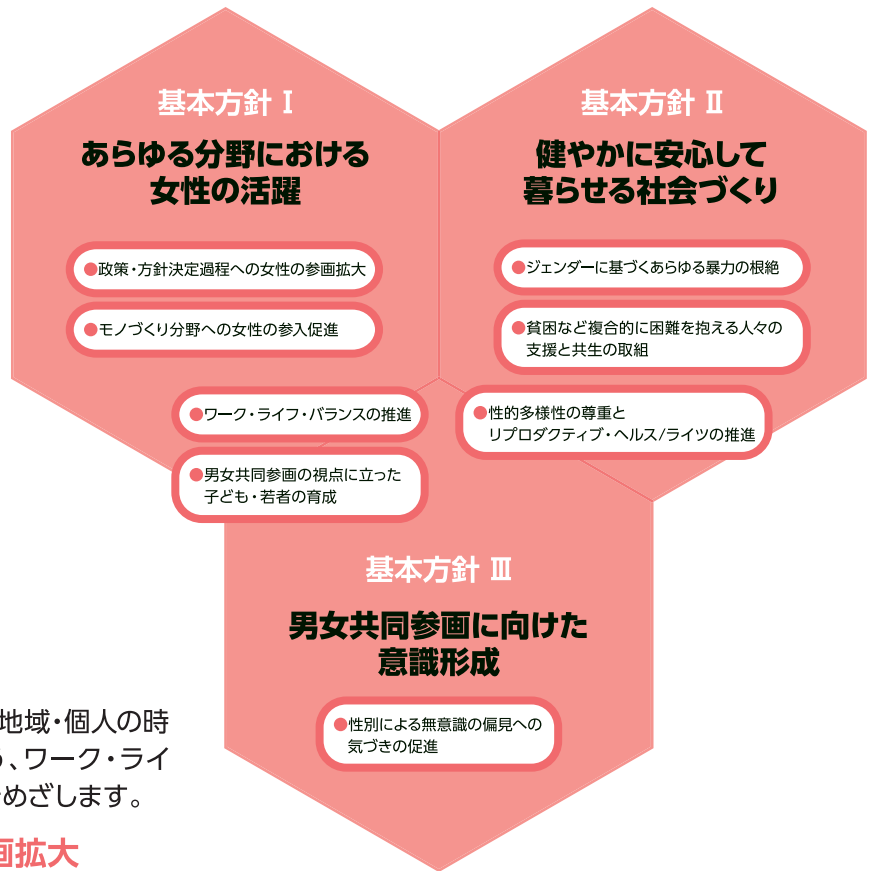 基本方針 Ⅰ
あらゆる分野における
女性の活躍
●政策・方針決定過程への女性の参画拡大
●モノづくり分野への女性の参入促進
基本方針 Ⅱ
健やかに安心して
暮らせる社会づくり
●ジェンダーに基づくあらゆる暴力の根絶
●貧困など複合的に困難を抱える人々の
支援と共生の取組
●ワーク・ライフ・バランスの推進
●男女共同参画の視点に立った
子ども・若者の育成
●性的多様性の尊重と
リプロダクティブ・ヘルス/ライツの推進
基本方針 Ⅲ
男女共同参画に向けた
意識形成
●性別による無意識の偏見への
気づきの促進
地域・個人の時
、ワーク・ライ
めざします。
画拡大